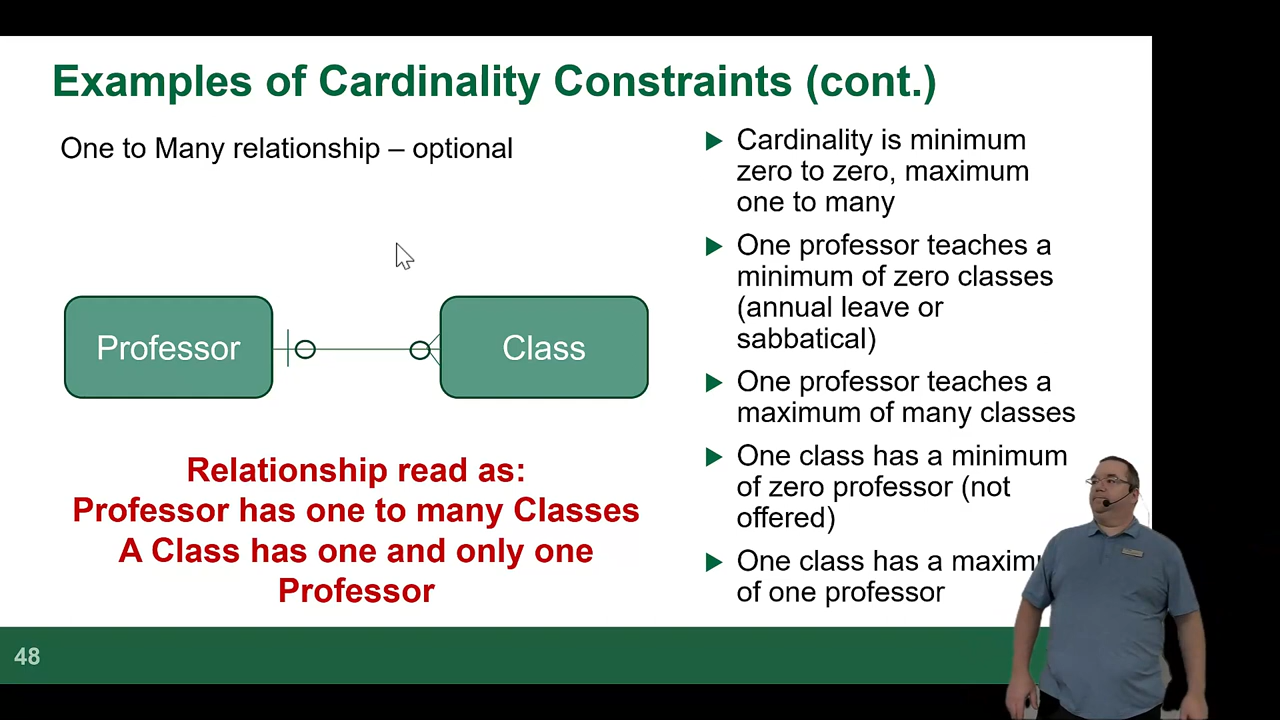 Examples of Cardinality Constraints (cont.)
One to Many relationship – optional
Professor
Class
Relationship read as:
Professor has one to many Classes
A Class has one and only one
Professor
Cardinality is minimum
zero to zero, maximum
one to many
One professor teaches a
minimum of zero classes
(annual leave or
sabbatical)
One professor teaches a
maximum of many classes
One class has a minimum
of zero professor (not
offered)
One class has a maximu
of one professor
48